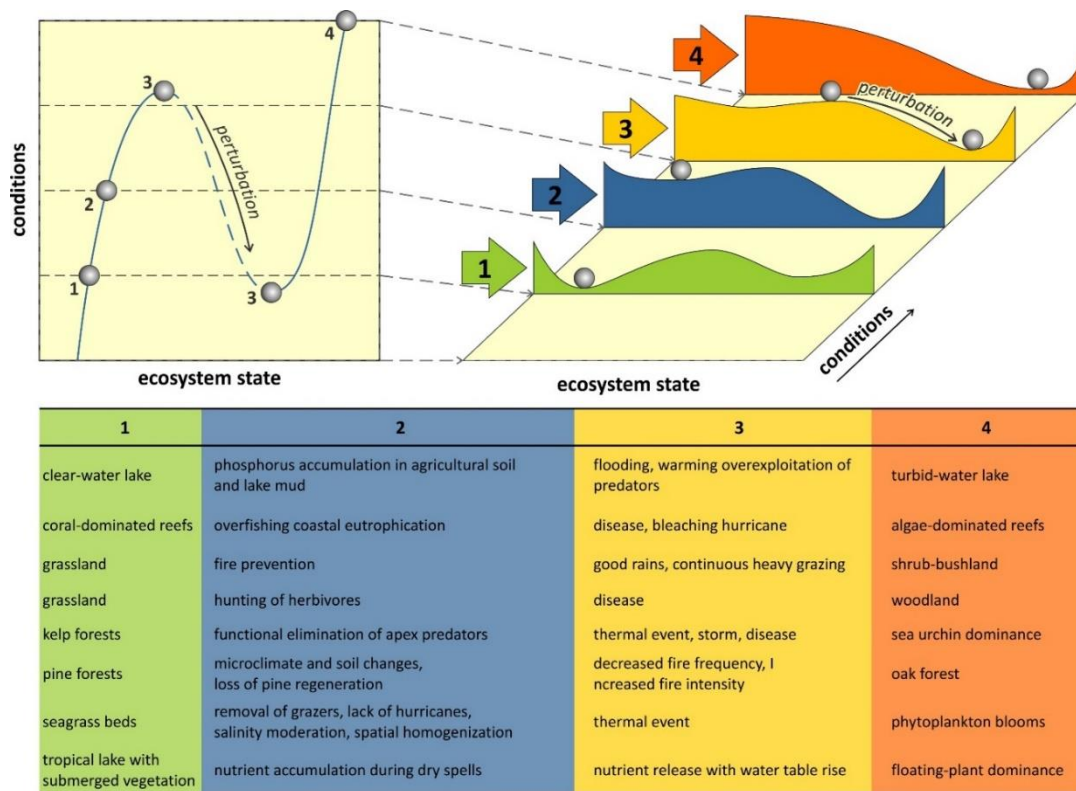 4
3
perturbation
2
1
3
conditions
ecosystem state
4
perturbation
3
2
1
conditions
ecosystem state
1 2 3 4
clear-water lake
phosphorus accumulation in agricultural soil
and lake mud
flooding, warming overexploitation of
predators
turbid-water lake
coral-dominated reefs
overfishing coastal eutrophication
disease, bleaching hurricane
algae-dominated reefs
grassland
fire prevention
good rains, continuous heavy grazing
shrub-bushland
grassland
hunting of herbivores
disease
woodland
kelp forests
functional elimination of apex predators
thermal event, storm, disease
sea urchin dominance
pine forests
microclimate and soil changes,
loss of pine regeneration
decreased fire frequency, I
ncreased fire intensity
oak forest
seagrass beds
removal of grazers, lack of hurricanes,
salinity moderation, spatial homogenization
thermal event
phytoplankton blooms
tropical lake with
submerged vegetation
nutrient accumulation during dry spells
nutrient release with water table rise
floating-plant dominance